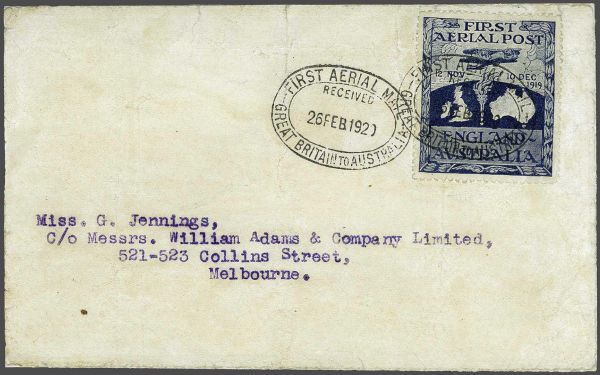 FIRST
AERIAL POST
12 NOV 10 DEC
1919
ENGLAND
AUSTRALIA
FIRST AERIAL MAIL
RECEIVED
26 FEB 1920
GREAT BRITAIN TO AUSTRALIA
Miss. G. Jennings,
C/o Messrs. William Adams & Company Limited,
521-523 Collins Street,
Melbourne.